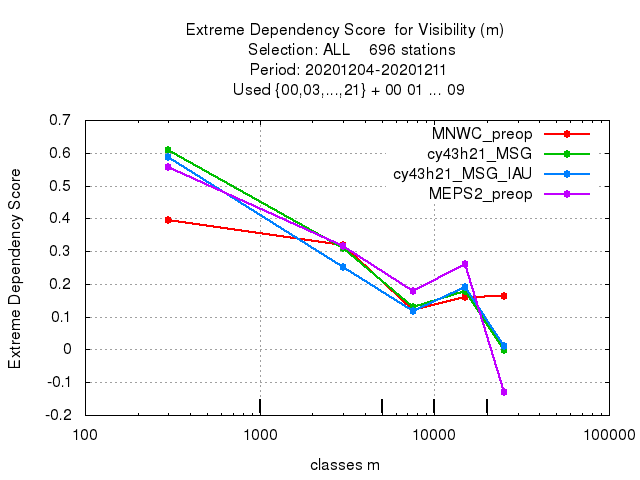 Extreme Dependency Score  for Visibility (m)
Selection: ALL    696 stations
Period: 20201204-20201211
Used {00,03,...,21} + 00 01 ... 09
0.7
0.6
0.5
0.4
0.3
0.2
0.1
0
-0.1
-0.2
Extreme Dependency Score
MNWC_preop
cy43h21_MSG
cy43h21_MSG_IAU
MEPS2_preop
100
1000
10000
100000
classes m